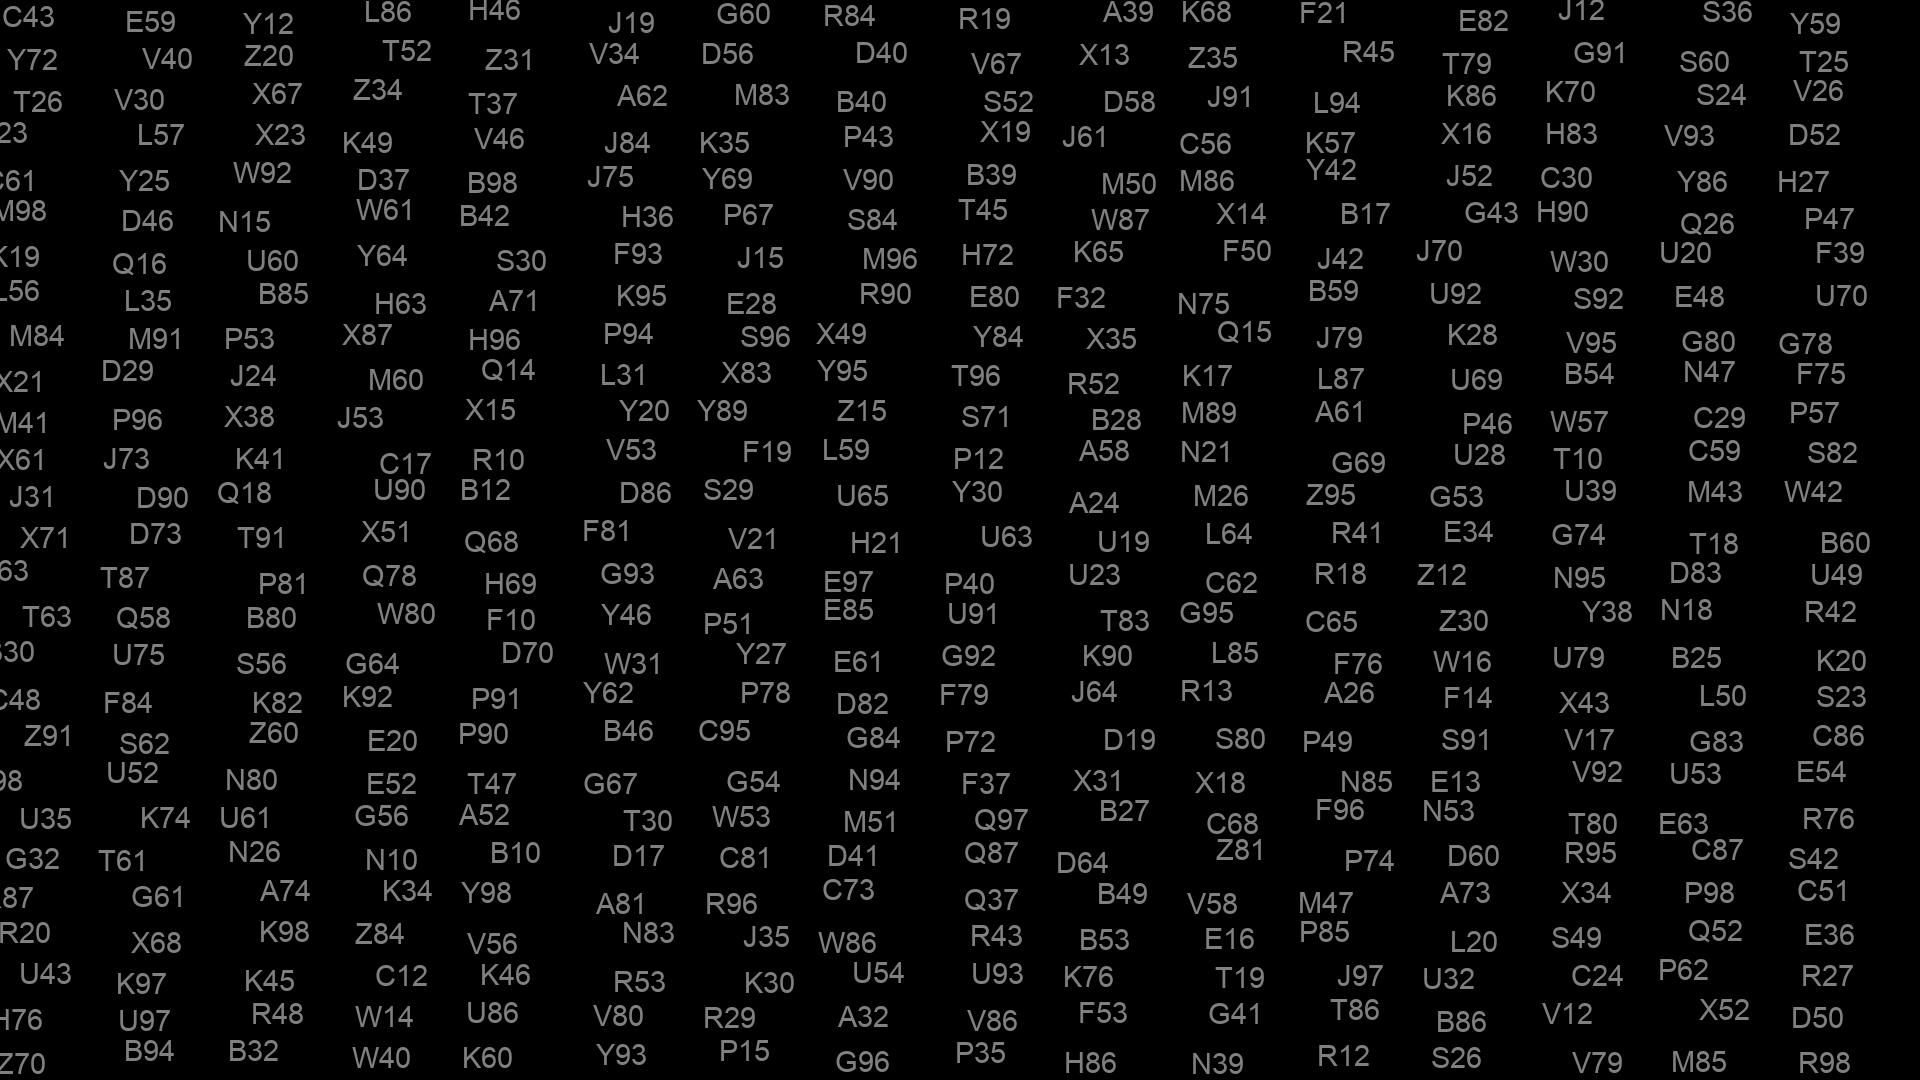 C43 E59 Y12 L86 H46 J19 G60 R84 R19 A39 K68 F21 E82 J12 S36 Y59
Y72 V40 Z20 T52 Z31 V34 D56 D40 V67 X13 Z35 R45 T79 G91 S60 T25
T26 V30 X67 Z34 T37 A62 M83 B40 S52 D58 J91 L94 K86 K70 S24 V26
L57 X23 K49 V46 J84 K35 P43 X19 J61 C56 K57 X16 H83 V93 D52
Y25 W92 D37 B98 J75 Y69 V90 B39 M50 M86 Y42 J52 C30 Y86 H27
M98 D46 N15 W61 B42 H36 P67 S84 T45 W87 X14 B17 G43 H90 Q26 P47
K19 Q16 U60 Y64 S30 F93 J15 M96 H72 K65 F50 J42 J70 W30 U20 F39
L56 L35 B85 H63 A71 K95 E28 R90 E80 F32 N75 B59 U92 S92 E48 U70
M84 M91 P53 X87 H96 P94 S96 X49 Y84 X35 Q15 J79 K28 V95 G80 G78
X21 D29 J24 M60 Q14 L31 X83 Y95 T96 R52 K17 L87 U69 B54 N47 F75
M41 P96 X38 J53 X15 Y20 Y89 Z15 S71 B28 M89 A61 P46 W57 C29 P57
X61 J73 K41 C17 R10 V53 F19 L59 P12 A58 N21 G69 U28 T10 C59 S82
J31 D90 Q18 U90 B12 D86 S29 U65 Y30 A24 M26 Z95 G53 U39 M43 W42
X71 D73 T91 X51 Q68 F81 V21 H21 U63 U19 L64 R41 E34 G74 T18 B60
T87 P81 Q78 H69 G93 A63 E97 P40 U23 C62 R18 Z12 N95 D83 U49
T63 Q58 B80 W80 F10 Y46 P51 E85 U91 T83 G95 C65 Z30 Y38 N18 R42
U75 S56 G64 D70 W31 Y27 E61 G92 K90 L85 F76 W16 U79 B25 K20
C48 F84 K82 K92 P91 Y62 P78 D82 F79 J64 R13 A26 F14 X43 L50 S23
Z91 S62 Z60 E20 P90 B46 C95 G84 P72 D19 S80 P49 S91 V17 G83 C86
U52 N80 E52 T47 G67 G54 N94 F37 X31 X18 N85 E13 V92 U53 E54
U35 K74 U61 G56 A52 T30 W53 M51 Q97 B27 C68 F96 N53 T80 E63 R76
G32 T61 N26 N10 B10 D17 C81 D41 Q87 D64 Z81 P74 D60 R95 C87 S42
G61 A74 K34 Y98 A81 R96 C73 Q37 B49 V58 M47 A73 X34 P98 C51
R20 X68 K98 Z84 V56 N83 J35 W86 R43 B53 E16 P85 L20 S49 Q52 E36
U43 K97 K45 C12 K46 R53 K30 U54 U93 K76 T19 J97 U32 C24 P62 R27
H76 U97 R48 W14 U86 V80 R29 A32 V86 F53 G41 T86 B86 V12 X52 D50
Z70 B94 B32 W40 K60 Y93 P15 G96 P35 H86 N39 R12 S26 V79 M85 R98